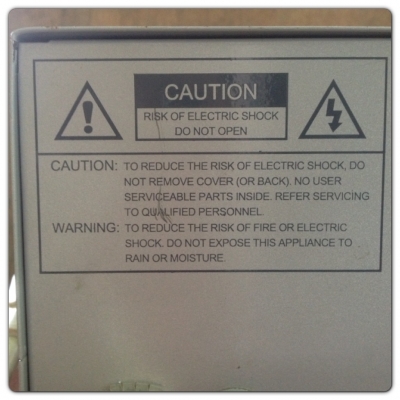 CAUTION
RISK OF ELECTRIC SHOCK
DO NOT OPEN
CAUTION: TO REDUCE THE RISK OF ELECTRIC SHOCK, DO
NOT REMOVE COVER (OR BACK). NO USER
SERVICEABLE PARTS INSIDE. REFER SERVICING
TO QUALIFIED PERSONNEL.
WARNING: TO REDUCE THE RISK OF FIRE OR ELECTRIC
SHOCK. DO NOT EXPOSE THIS APPLIANCE TO
RAIN OR MOISTURE.